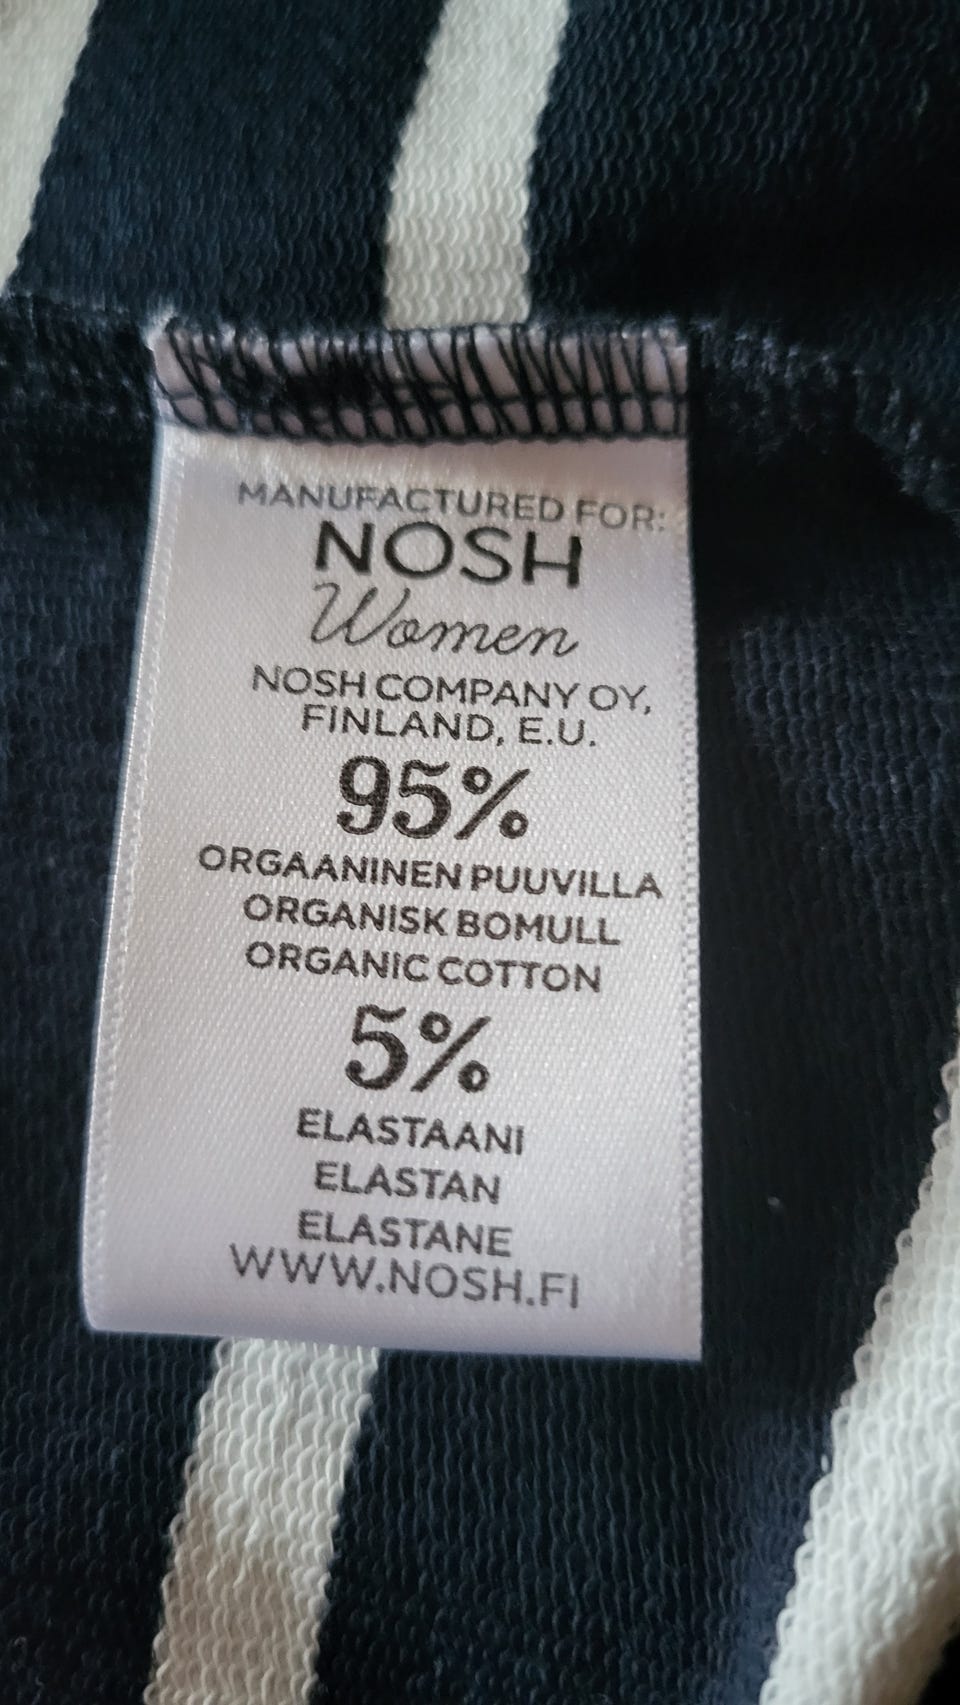 MANUFACTURED FOR:
NOSH
Women
NOSH COMPANY OY,
FINLAND, E.U.
95%
ORGAANINEN PUUVILLA
ORGANISK BOMULL
ORGANIC COTTON
5%
ELASTAANI
ELASTAN
ELASTANE
WWW.NOSH.FI